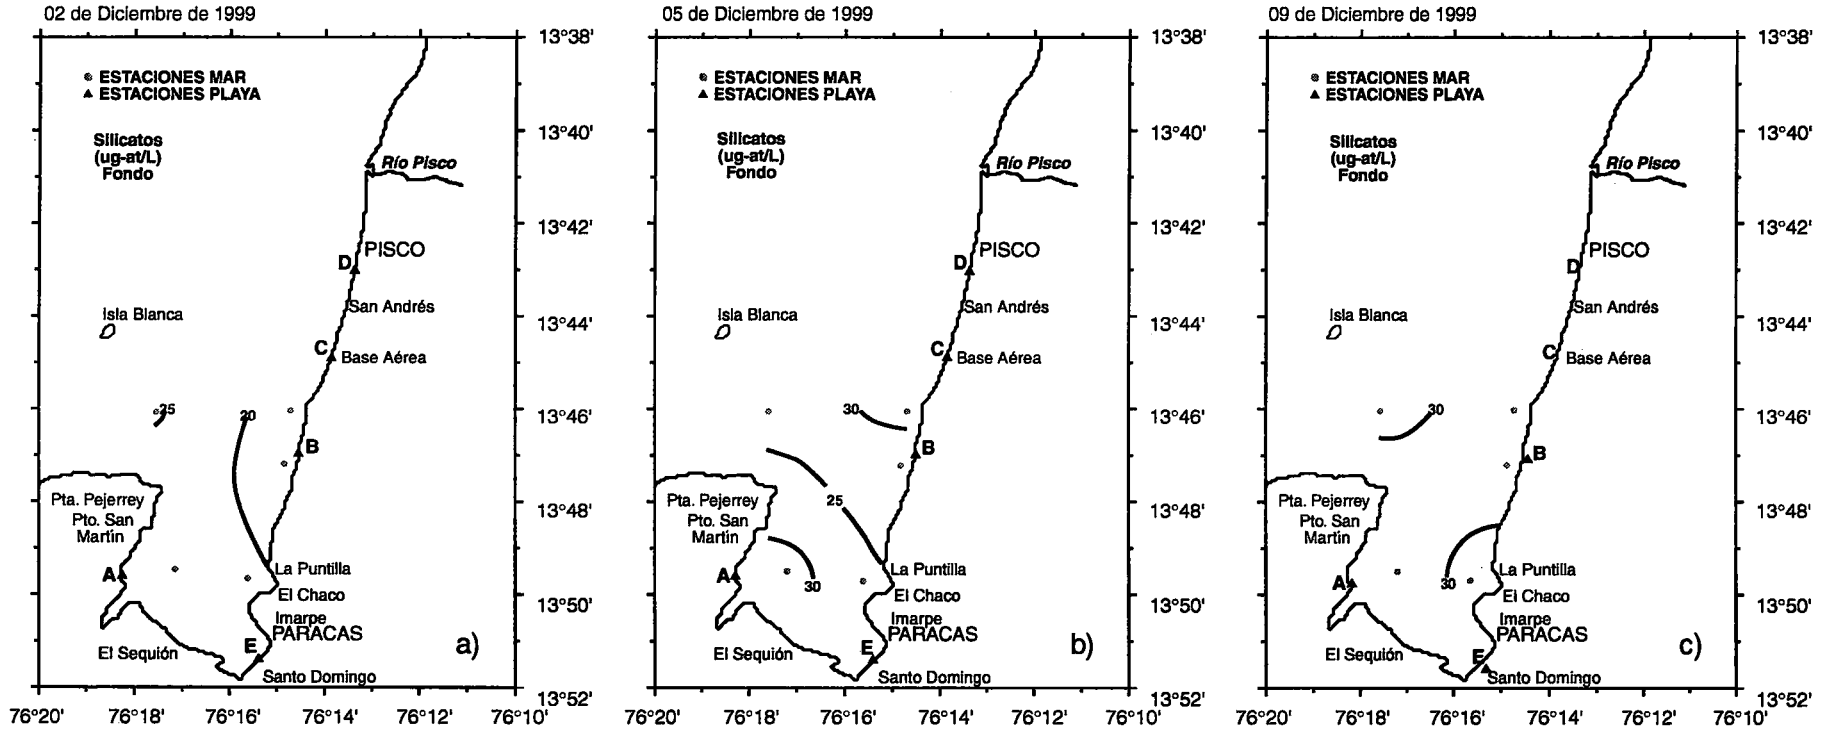 02 de Diciembre de 1999
ESTACIONES MAR
ESTACIONES PLAYA
Silicatos
(ug-at/L)
Fondo
Río Pisco
PISCO
D
San Andrés
Isla Blanca
C
Base Aérea
25
20
B
Pta. Pejerrey
Pto. San
Martín
A
La Puntilla
El Chaco
Imarpe
PARACAS
E
El Sequión
Santo Domingo
a)
13°38'
13°40'
13°42'
13°44'
13°46'
13°48'
13°50'
13°52'
76°20'
76°18'
76°16'
76°14'
76°12'
76°10'
05 de Diciembre de 1999
ESTACIONES MAR
ESTACIONES PLAYA
Silicatos
(ug-at/L)
Fondo
Río Pisco
PISCO
D
San Andrés
Isla Blanca
C
Base Aérea
30
B
25
Pta. Pejerrey
Pto. San
Martín
A
30
La Puntilla
El Chaco
Imarpe
PARACAS
E
El Sequión
Santo Domingo
b)
13°38'
13°40'
13°42'
13°44'
13°46'
13°48'
13°50'
13°52'
76°20'
76°18'
76°16'
76°14'
76°12'
76°10'
09 de Diciembre de 1999
ESTACIONES MAR
ESTACIONES PLAYA
Silicatos
(ug-at/L)
Fondo
Río Pisco
PISCO
D
San Andrés
Isla Blanca
C
Base Aérea
30
B
Pta. Pejerrey
Pto. San
Martín
A
30
La Puntilla
El Chaco
Imarpe
PARACAS
E
El Sequión
Santo Domingo
c)
13°38'
13°40'
13°42'
13°44'
13°46'
13°48'
13°50'
13°52'
76°20'
76°18'
76°16'
76°14'
76°12'
76°10'